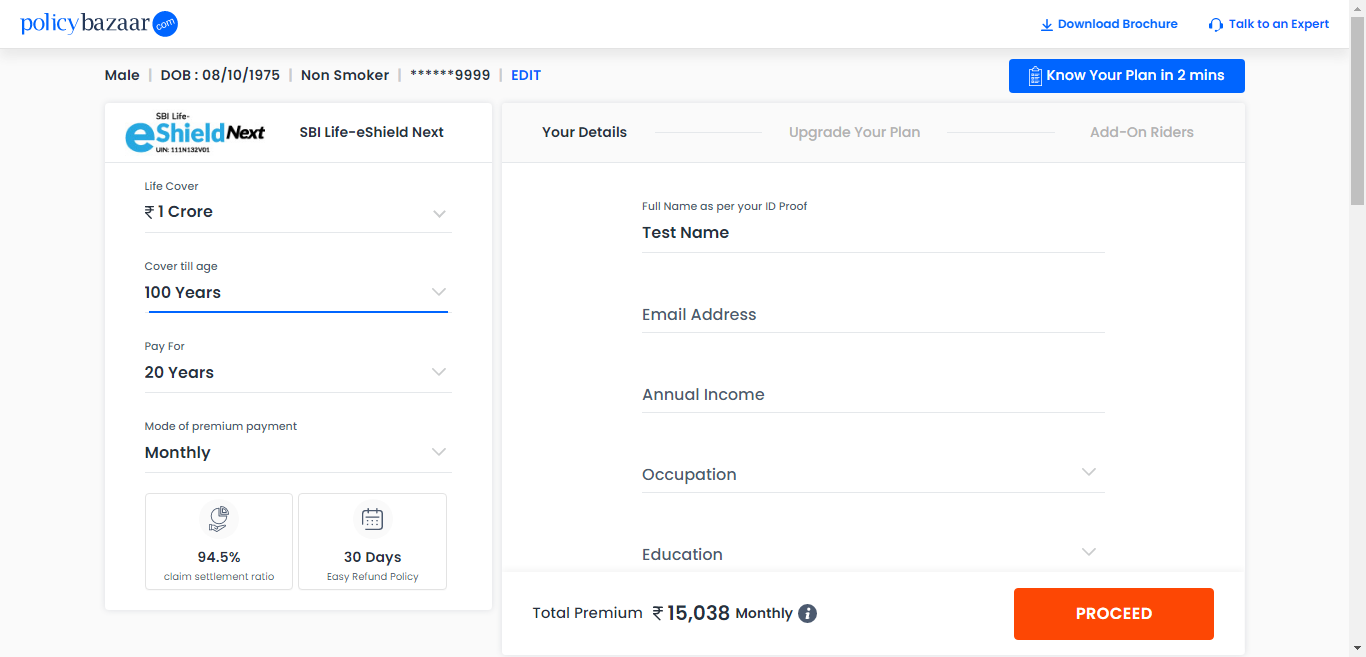 policybazaar com
Download Brochure
Talk to an Expert
Male | DOB : 08/10/1975 | Non Smoker | ******9999 | EDIT
Know Your Plan in 2 mins
SBI Life-
eShield Next
UIN: 111N132V01
SBI Life-eShield Next
Life Cover
₹ 1 Crore
Cover till age
100 Years
Pay For
20 Years
Mode of premium payment
Monthly
94.5%
claim settlement ratio
30 Days
Easy Refund Policy
Your Details
Upgrade Your Plan
Add-On Riders
Full Name as per your ID Proof
Test Name
Email Address
Annual Income
Occupation
Education
Total Premium ₹ 15,038 Monthly i
PROCEED